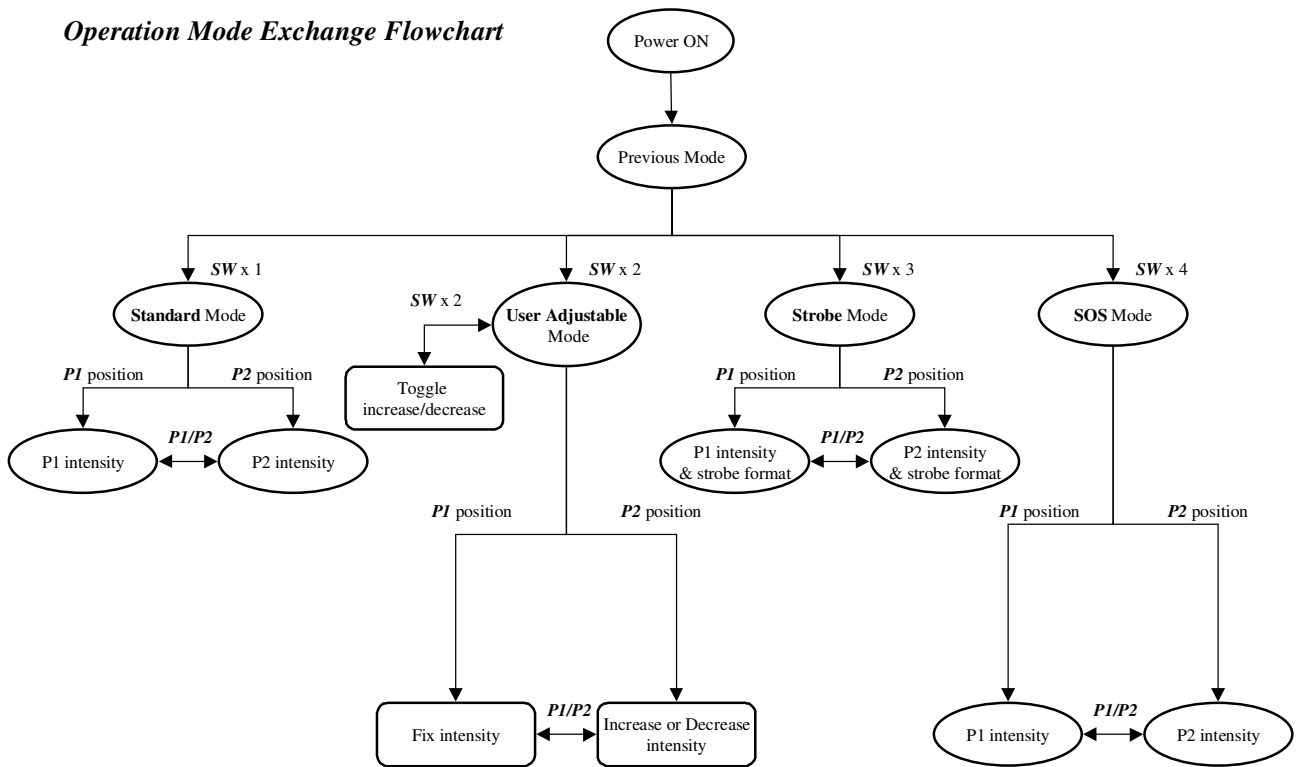 Operation Mode Exchange Flowchart
Power ON
Previous Mode
SW x 1
SW x 2
SW x 3
SW x 4
Standard Mode
SW x 2
User Adjustable
Mode
Strobe Mode
SOS Mode
Toggle
increase/decrease
P1 position
P2 position
P1 position
P2 position
P1 intensity
P1/P2
P2 intensity
P1 intensity
& strobe format
P1/P2
P2 intensity
& strobe format
P1 position
P2 position
P1 position
P2 position
Fix intensity
P1/P2
Increase or Decrease
intensity
P1 intensity
P1/P2
P2 intensity